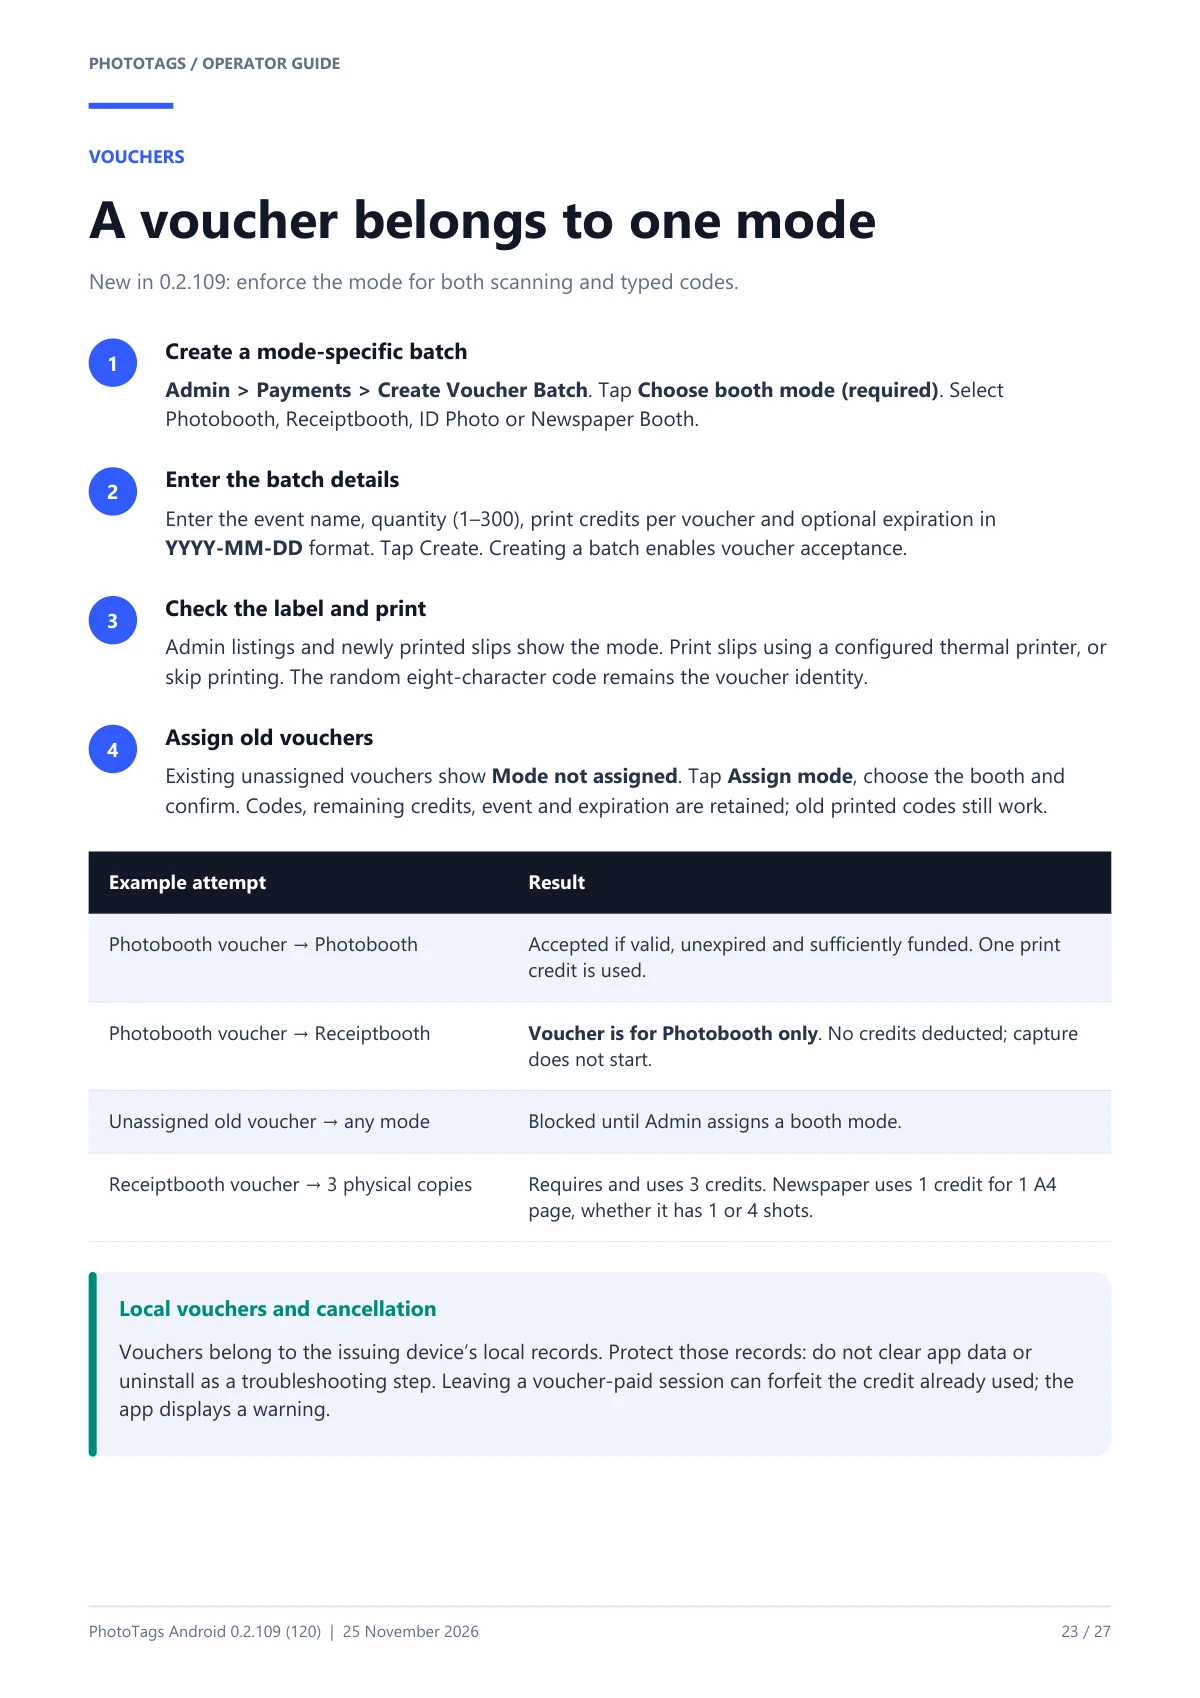 PHOTOTAGS / OPERATOR GUIDE
VOUCHERS
A voucher belongs to one mode
New in 0.2.109: enforce the mode for both scanning and typed codes.
1
Create a mode-specific batch
Admin > Payments > Create Voucher Batch. Tap Choose booth mode (required). Select
Photobooth, Receiptbooth, ID Photo or Newspaper Booth.
2
Enter the batch details
Enter the event name, quantity (1–300), print credits per voucher and optional expiration in
YYYY-MM-DD format. Tap Create. Creating a batch enables voucher acceptance.
3
Check the label and print
Admin listings and newly printed slips show the mode. Print slips using a configured thermal printer, or
skip printing. The random eight-character code remains the voucher identity.
4
Assign old vouchers
Existing unassigned vouchers show Mode not assigned. Tap Assign mode, choose the booth and
confirm. Codes, remaining credits, event and expiration are retained; old printed codes still work.
Example attempt
Result
Photobooth voucher → Photobooth
Accepted if valid, unexpired and sufficiently funded. One print
credit is used.
Photobooth voucher → Receiptbooth
Voucher is for Photobooth only. No credits deducted; capture
does not start.
Unassigned old voucher → any mode
Blocked until Admin assigns a booth mode.
Receiptbooth voucher → 3 physical copies
Requires and uses 3 credits. Newspaper uses 1 credit for 1 A4
page, whether it has 1 or 4 shots.
Local vouchers and cancellation
Vouchers belong to the issuing device’s local records. Protect those records: do not clear app data or
uninstall as a troubleshooting step. Leaving a voucher-paid session can forfeit the credit already used; the
app displays a warning.
PhotoTags Android 0.2.109 (120) | 25 November 2026
23 / 27